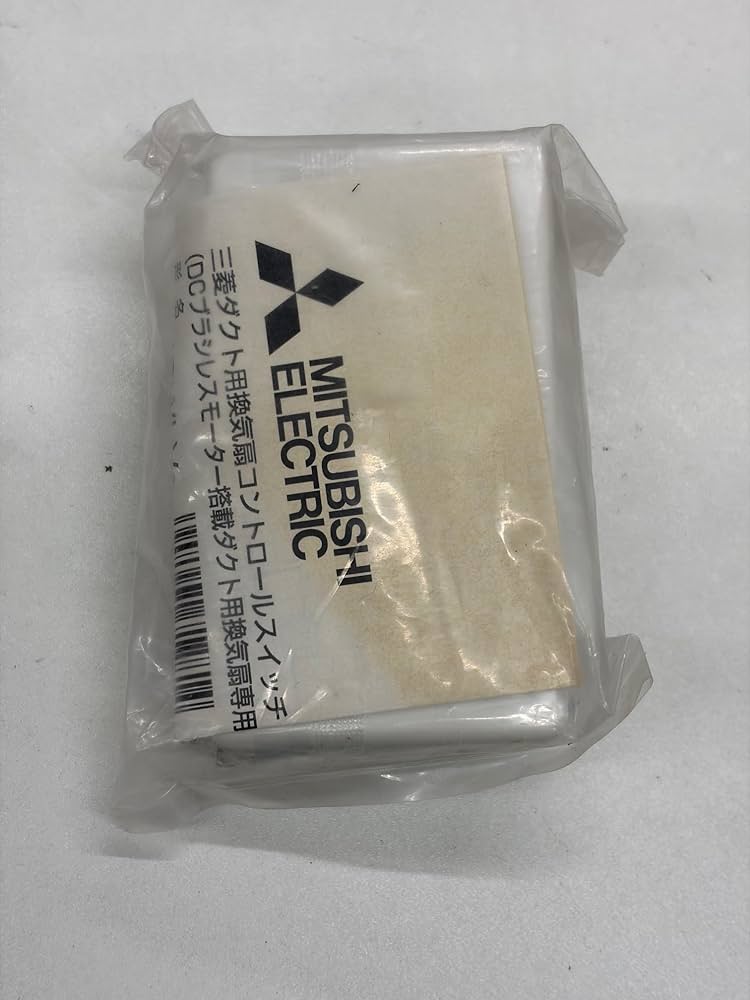 MITSUBISHI
ELECTRIC
三菱ダクト用換気扇コントロールスイッチ
(DCブラシレスモーター搭載ダクト用換気扇専用
形名